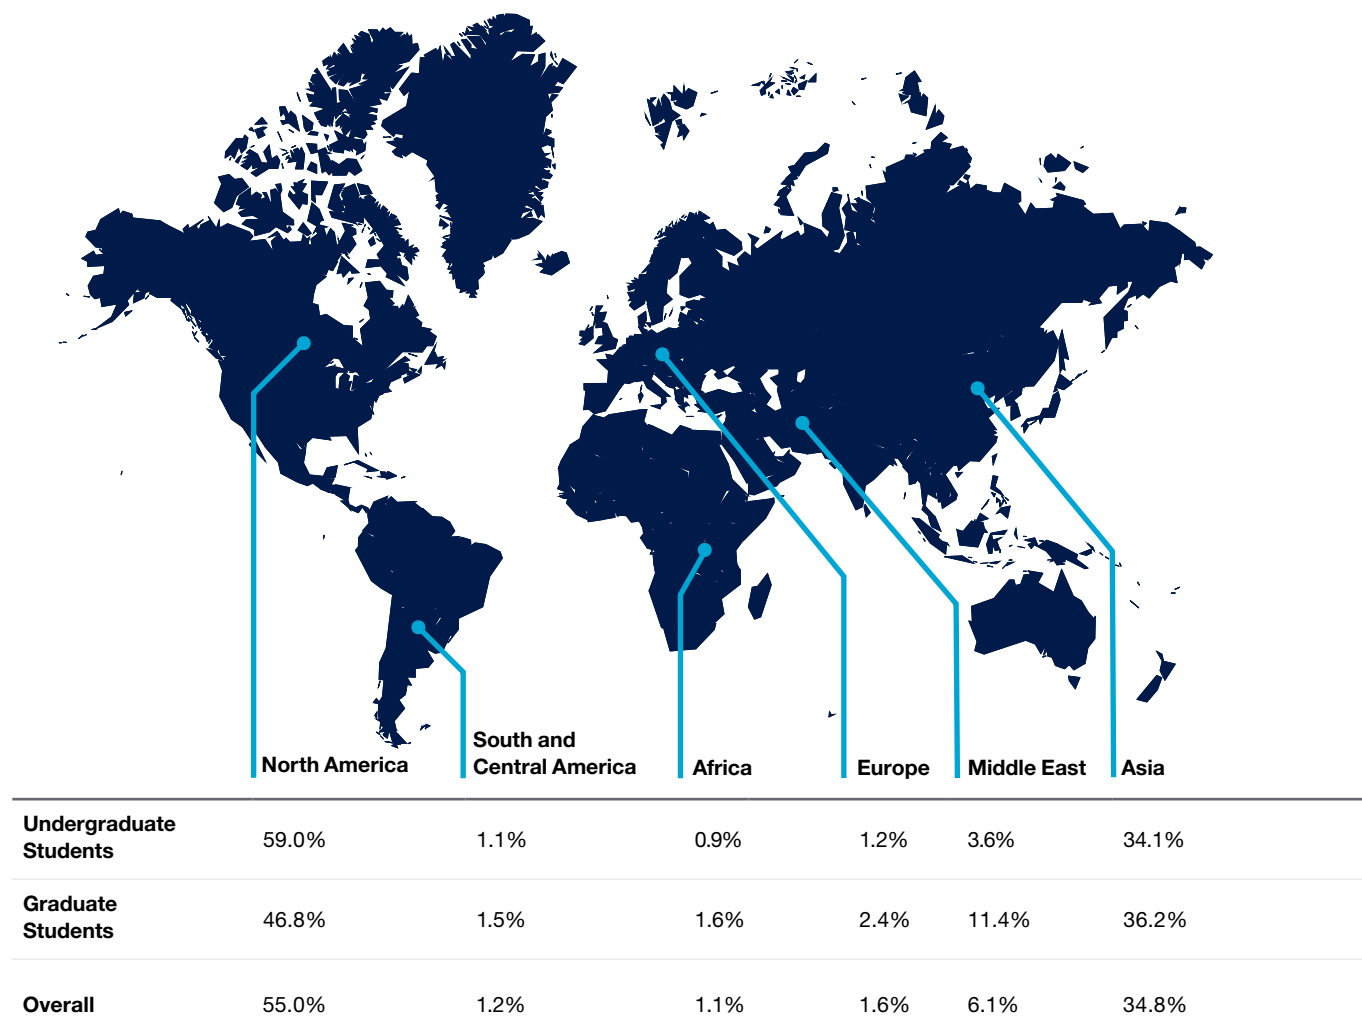 North America
South and
Central America
Africa
Europe
Middle East
Asia
Undergraduate
Students
59.0%
1.1%
0.9%
1.2%
3.6%
34.1%
Graduate
Students
46.8%
1.5%
1.6%
2.4%
11.4%
36.2%
Overall
55.0%
1.2%
1.1%
1.6%
6.1%
34.8%